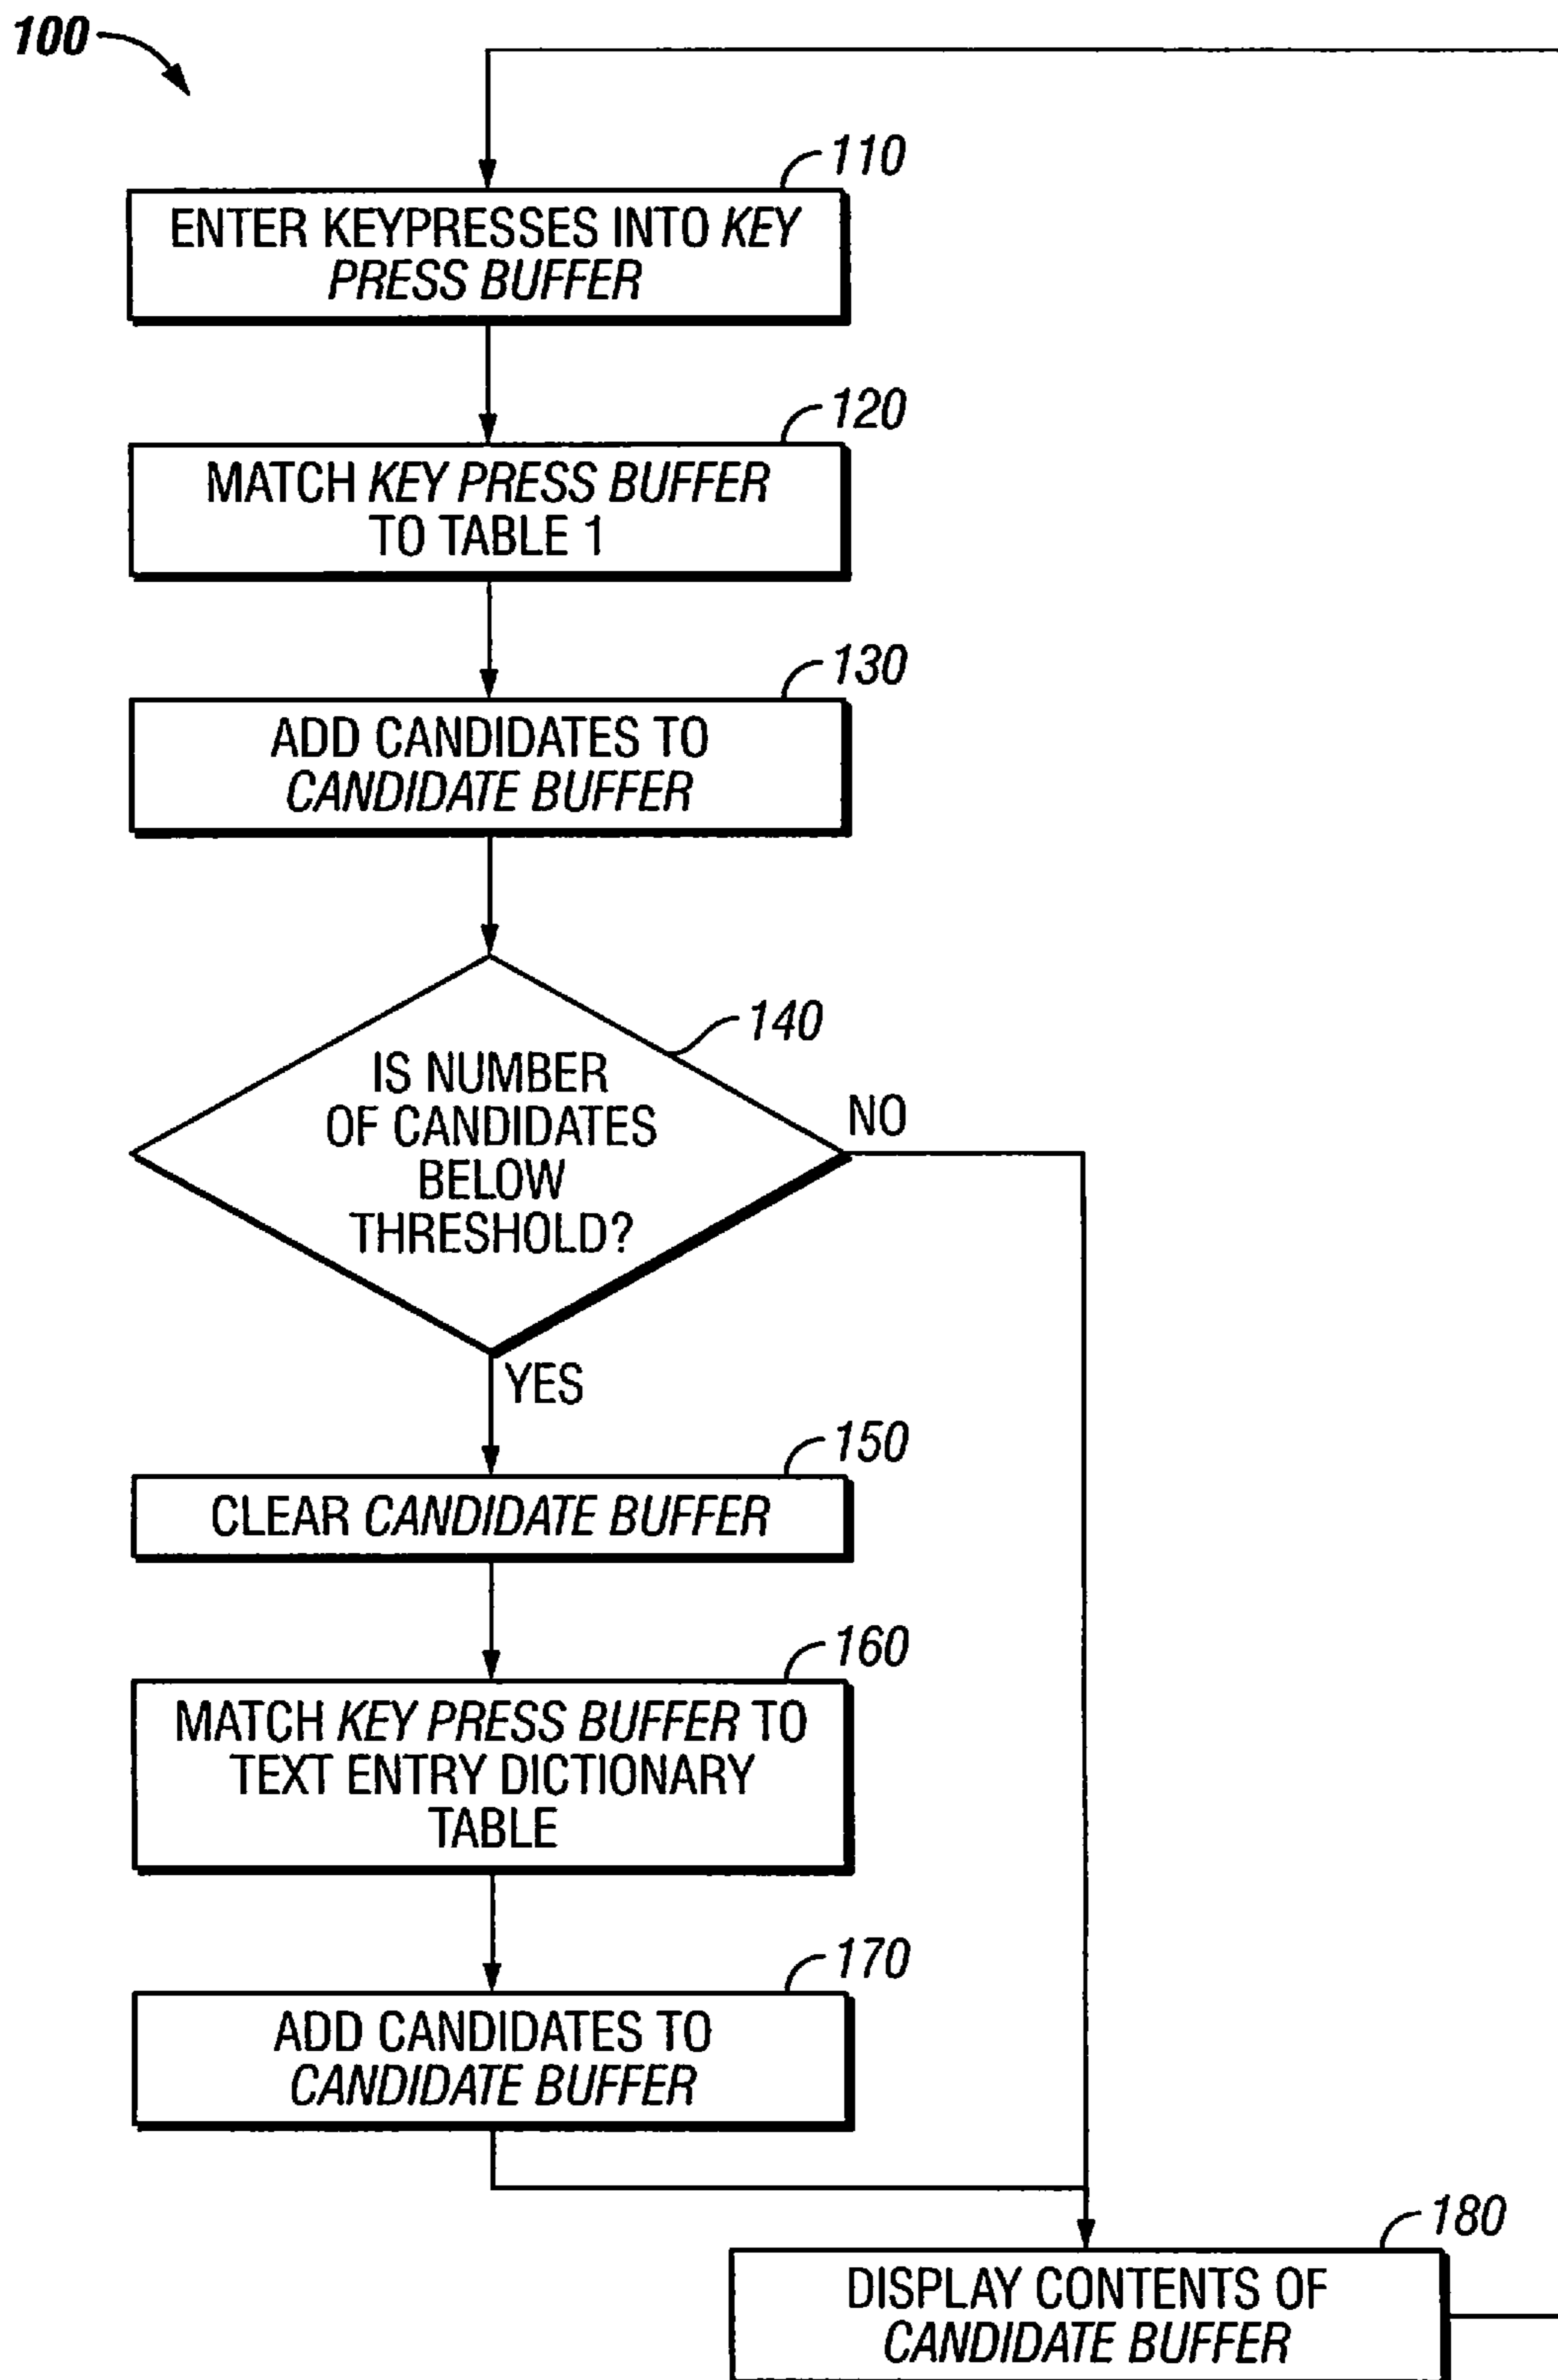 100
110
ENTER KEYPRESSES INTO KEY
PRESS BUFFER
120
MATCH KEY PRESS BUFFER
TO TABLE 1
130
ADD CANDIDATES TO
CANDIDATE BUFFER
140
IS NUMBER
OF CANDIDATES
BELOW
THRESHOLD?
NO
YES
150
CLEAR CANDIDATE BUFFER
160
MATCH KEY PRESS BUFFER TO
TEXT ENTRY DICTIONARY
TABLE
170
ADD CANDIDATES TO
CANDIDATE BUFFER
180
DISPLAY CONTENTS OF
CANDIDATE BUFFER